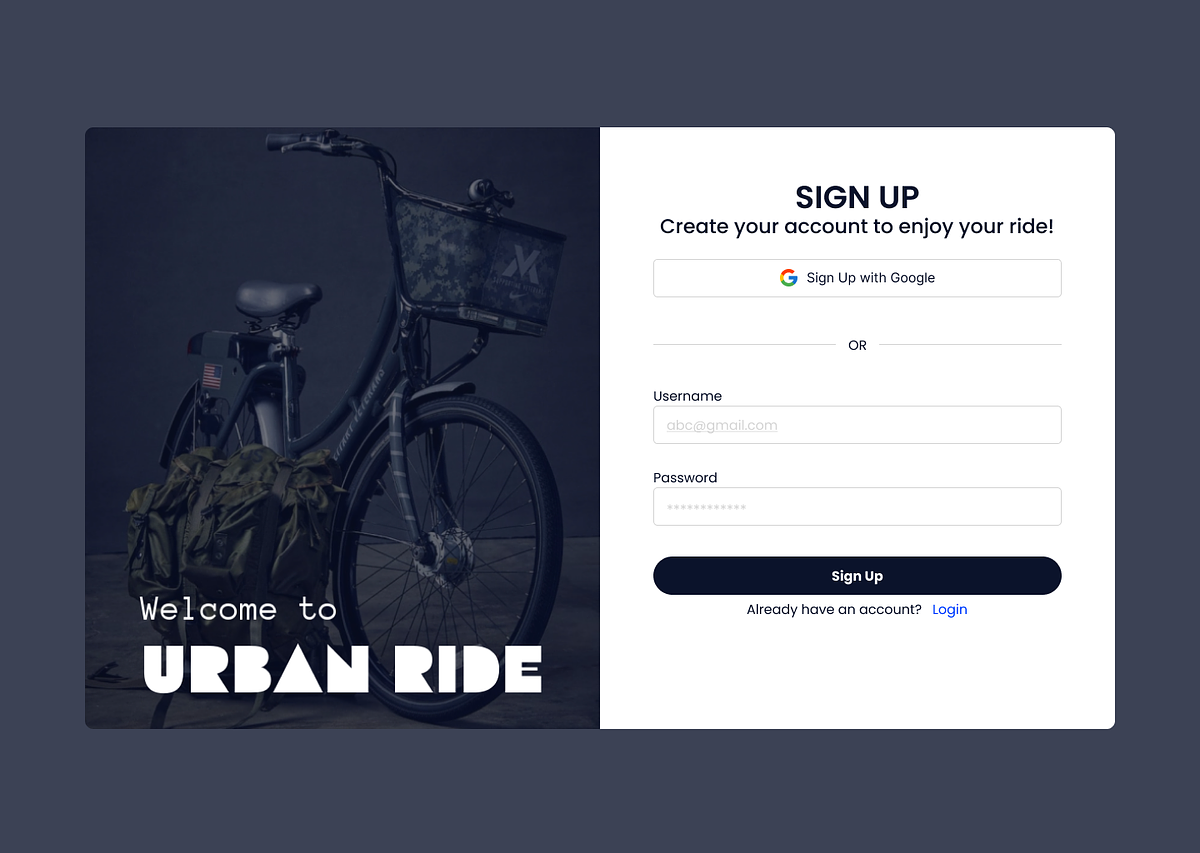 Welcome to
URBAN RIDE
SIGN UP
Create your account to enjoy your ride!
Sign Up with Google
OR
Username
abc@gmail.com
Password
************
Sign Up
Already have an account? Login